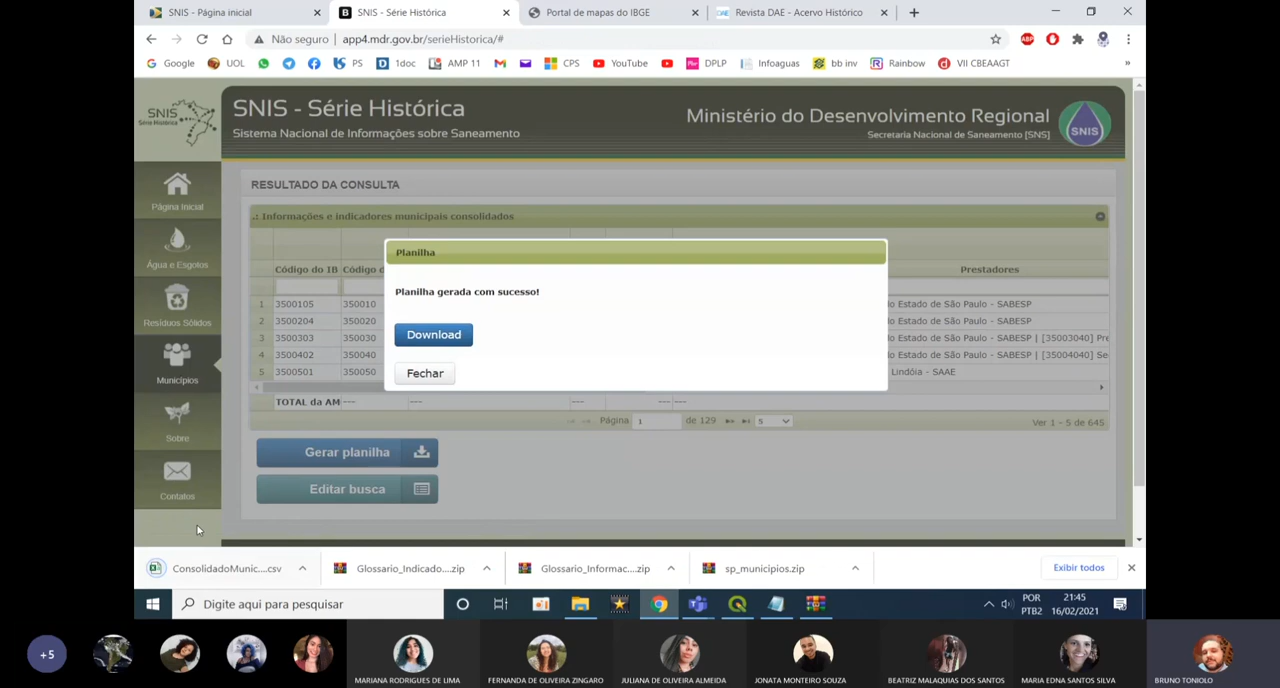 SNIS - Página inicial
SNIS - Série Histórica
Portal de mapas do IBGE
Revista DAE - Acervo Histórico
Não seguro
app4.mdr.gov.br/serieHistorica/#
ABP
Google
UOL
PS
1doc
AMP 11
CPS
YouTube
DPLP
Infoaguas
bb inv
Rainbow
VII CBEAAGT
SNIS
Série Histórica
SNIS - Série Histórica
Sistema Nacional de Informações sobre Saneamento
Ministério do Desenvolvimento Regional
Secretaria Nacional de Saneamento [SNS]
SNIS
Página Inicial
Água e Esgotos
Resíduos Sólidos
Municípios
Sobre
Contatos
RESULTADO DA CONSULTA
.: Informações e indicadores municipais consolidados
Código do IB
Código d
Prestadores
1 3500105 350010 o Estado de São Paulo - SABESP
2 3500204 350020 o Estado de São Paulo - SABESP
3 3500303 350030 o Estado de São Paulo - SABESP | [35003040] Pre
4 3500402 350040 o Estado de São Paulo - SABESP | [35004040] Se
5 3500501 350050 Lindóia - SAAE
TOTAL da AM --- --- --- --- ---
Página 1 de 129 5 Ver 1 - 5 de 645
Planilha
Planilha gerada com sucesso!
Download
Fechar
Gerar planilha
Editar busca
ConsolidadoMunic....csv
Glossario_Indicado....zip
Glossario_Informac....zip
sp_municipios.zip
Exibir todos
Digite aqui para pesquisar
POR
PTB2
21:45
16/02/2021
+5
MARIANA RODRIGUES DE LIMA
FERNANDA DE OLIVEIRA ZINGARO
JULIANA DE OLIVEIRA ALMEIDA
JONATA MONTEIRO SOUZA
BEATRIZ MALAQUIAS DOS SANTOS
MARIA EDNA SANTOS SILVA
BRUNO TONIOLO